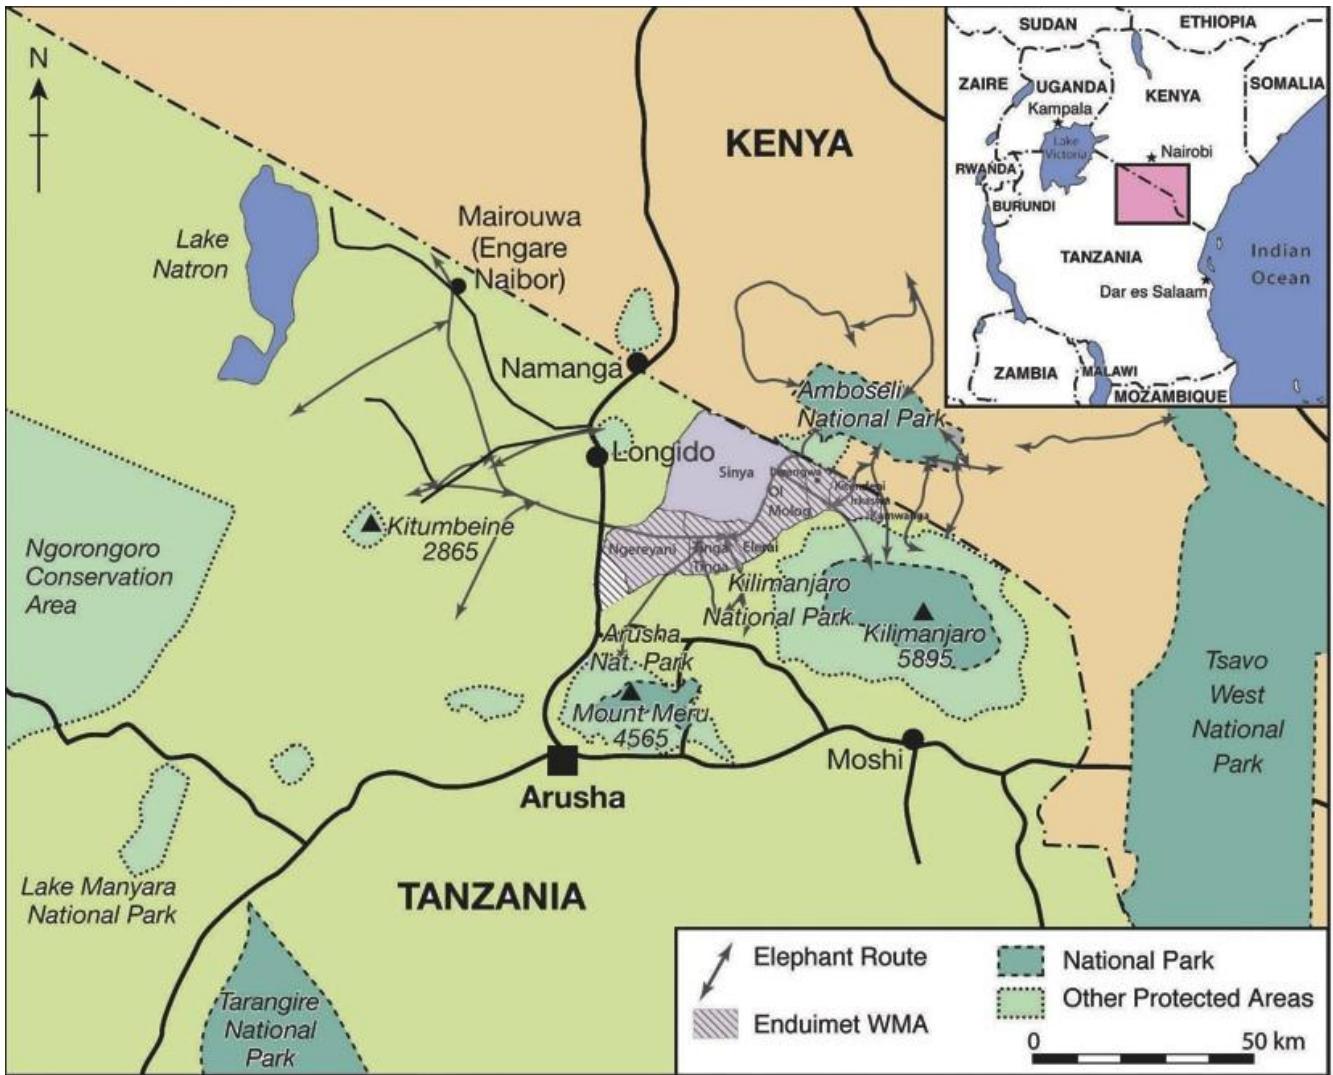 N
KENYA
Lake
Natron
Mairouwa
(Engare
Naibor)
Namanga
Longido
Amboseli
National Park
Sinya
Ol
Molog
Irkaswa
Kamwanga
Kitumbeine
2865
Ngereyani
Tinga
Tinga
Elerai
Ngorongoro
Conservation
Area
Kilimanjaro
National Park
Kilimanjaro
5895
Arusha
Nat. Park
Mount Meru
4565
Tsavo
West
National
Park
Moshi
Arusha
TANZANIA
Lake Manyara
National Park
Tarangire
National
Park
SUDAN
ETHIOPIA
ZAIRE
UGANDA
KENYA
SOMALIA
Kampala
Lake
Victoria
Nairobi
RWANDA
BURUNDI
TANZANIA
Indian
Ocean
Dar es Salaam
ZAMBIA
MALAWI
MOZAMBIQUE
Elephant Route
National Park
Enduimet WMA
Other Protected Areas
0
50 km